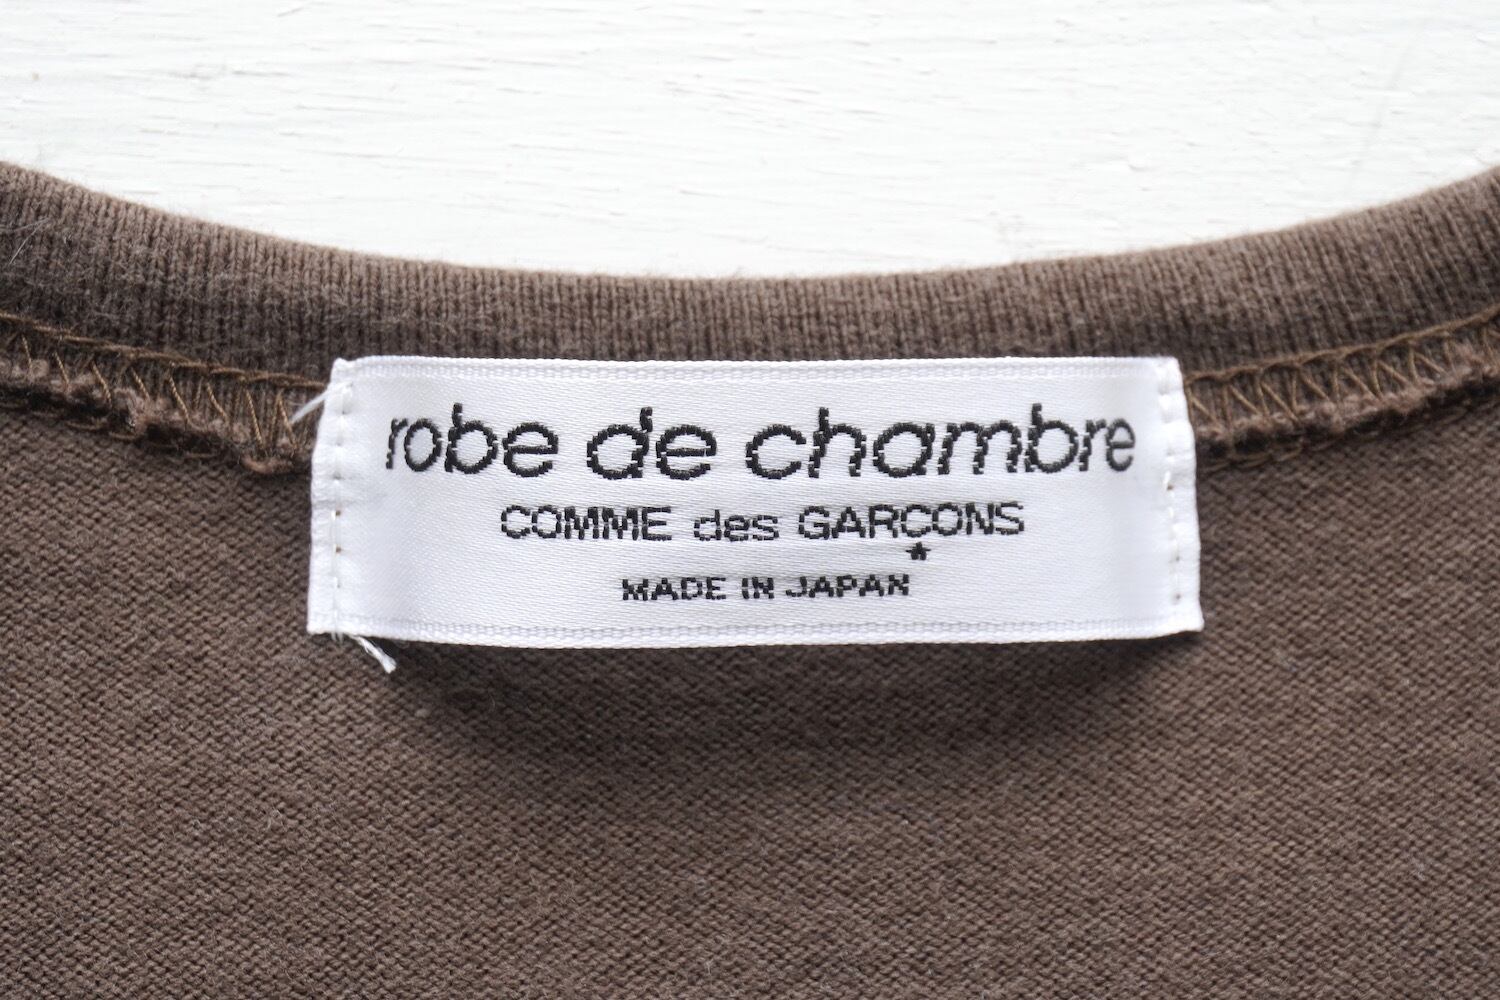 robe de chambre
COMME des GARÇONS
MADE IN JAPAN